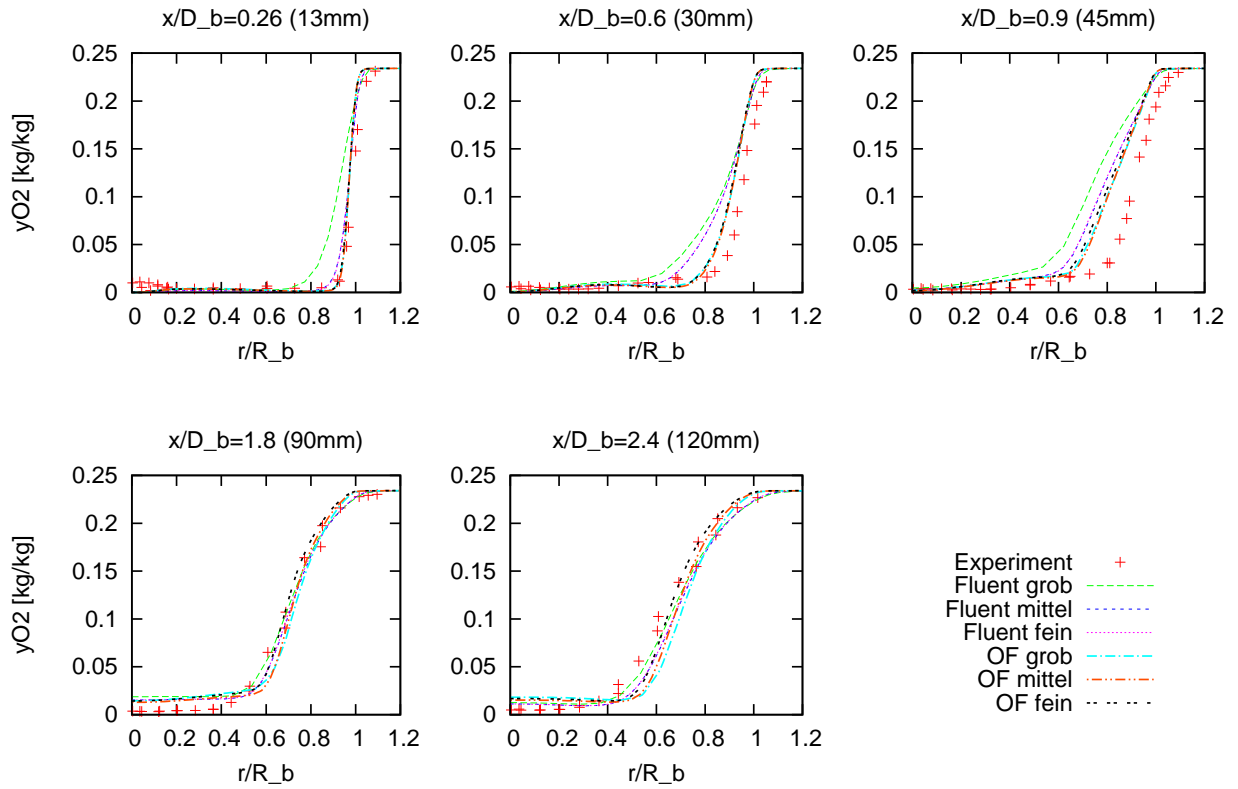 x/D_b=0.26 (13mm)
0.25
0.2
0.15
0.1
0.05
0
yO2 [kg/kg]
0 0.2 0.4 0.6 0.8 1 1.2
r/R_b
x/D_b=0.6 (30mm)
0.25
0.2
0.15
0.1
0.05
0
0 0.2 0.4 0.6 0.8 1 1.2
r/R_b
x/D_b=0.9 (45mm)
0.25
0.2
0.15
0.1
0.05
0
0 0.2 0.4 0.6 0.8 1 1.2
r/R_b
x/D_b=1.8 (90mm)
0.25
0.2
0.15
0.1
0.05
0
yO2 [kg/kg]
0 0.2 0.4 0.6 0.8 1 1.2
r/R_b
x/D_b=2.4 (120mm)
0.25
0.2
0.15
0.1
0.05
0
0 0.2 0.4 0.6 0.8 1 1.2
r/R_b
Experiment
Fluent grob
Fluent mittel
Fluent fein
OF grob
OF mittel
OF fein